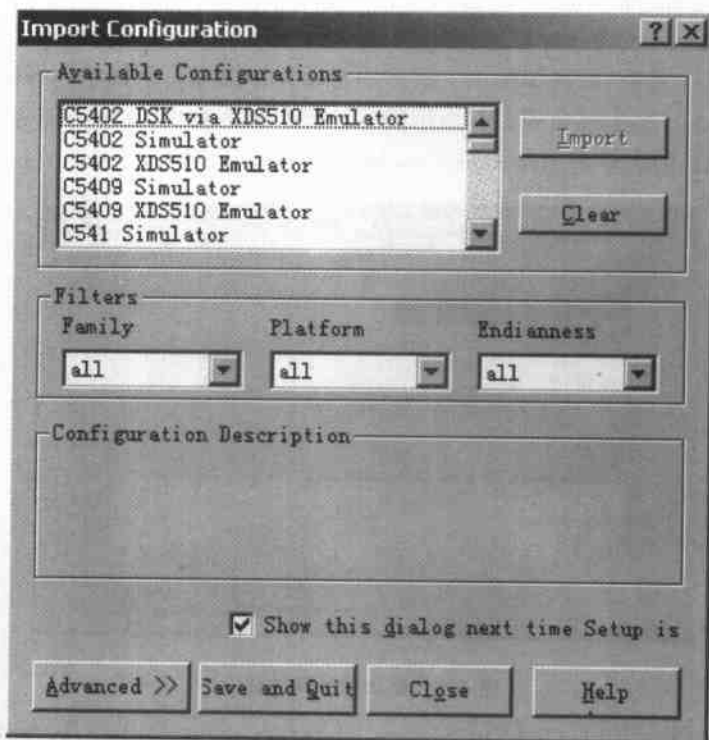 Import Configuration
Available Configurations
C5402 DSK via XDS510 Emulator
C5402 Simulator
C5402 XDS510 Emulator
C5409 Simulator
C5409 XDS510 Emulator
C541 Simulator
Import
Clear
Filters
Family
Platform
Endianness
all
all
all
Configuration Description
Show this dialog next time Setup is
Advanced >>
Save and Quit
Close
Help